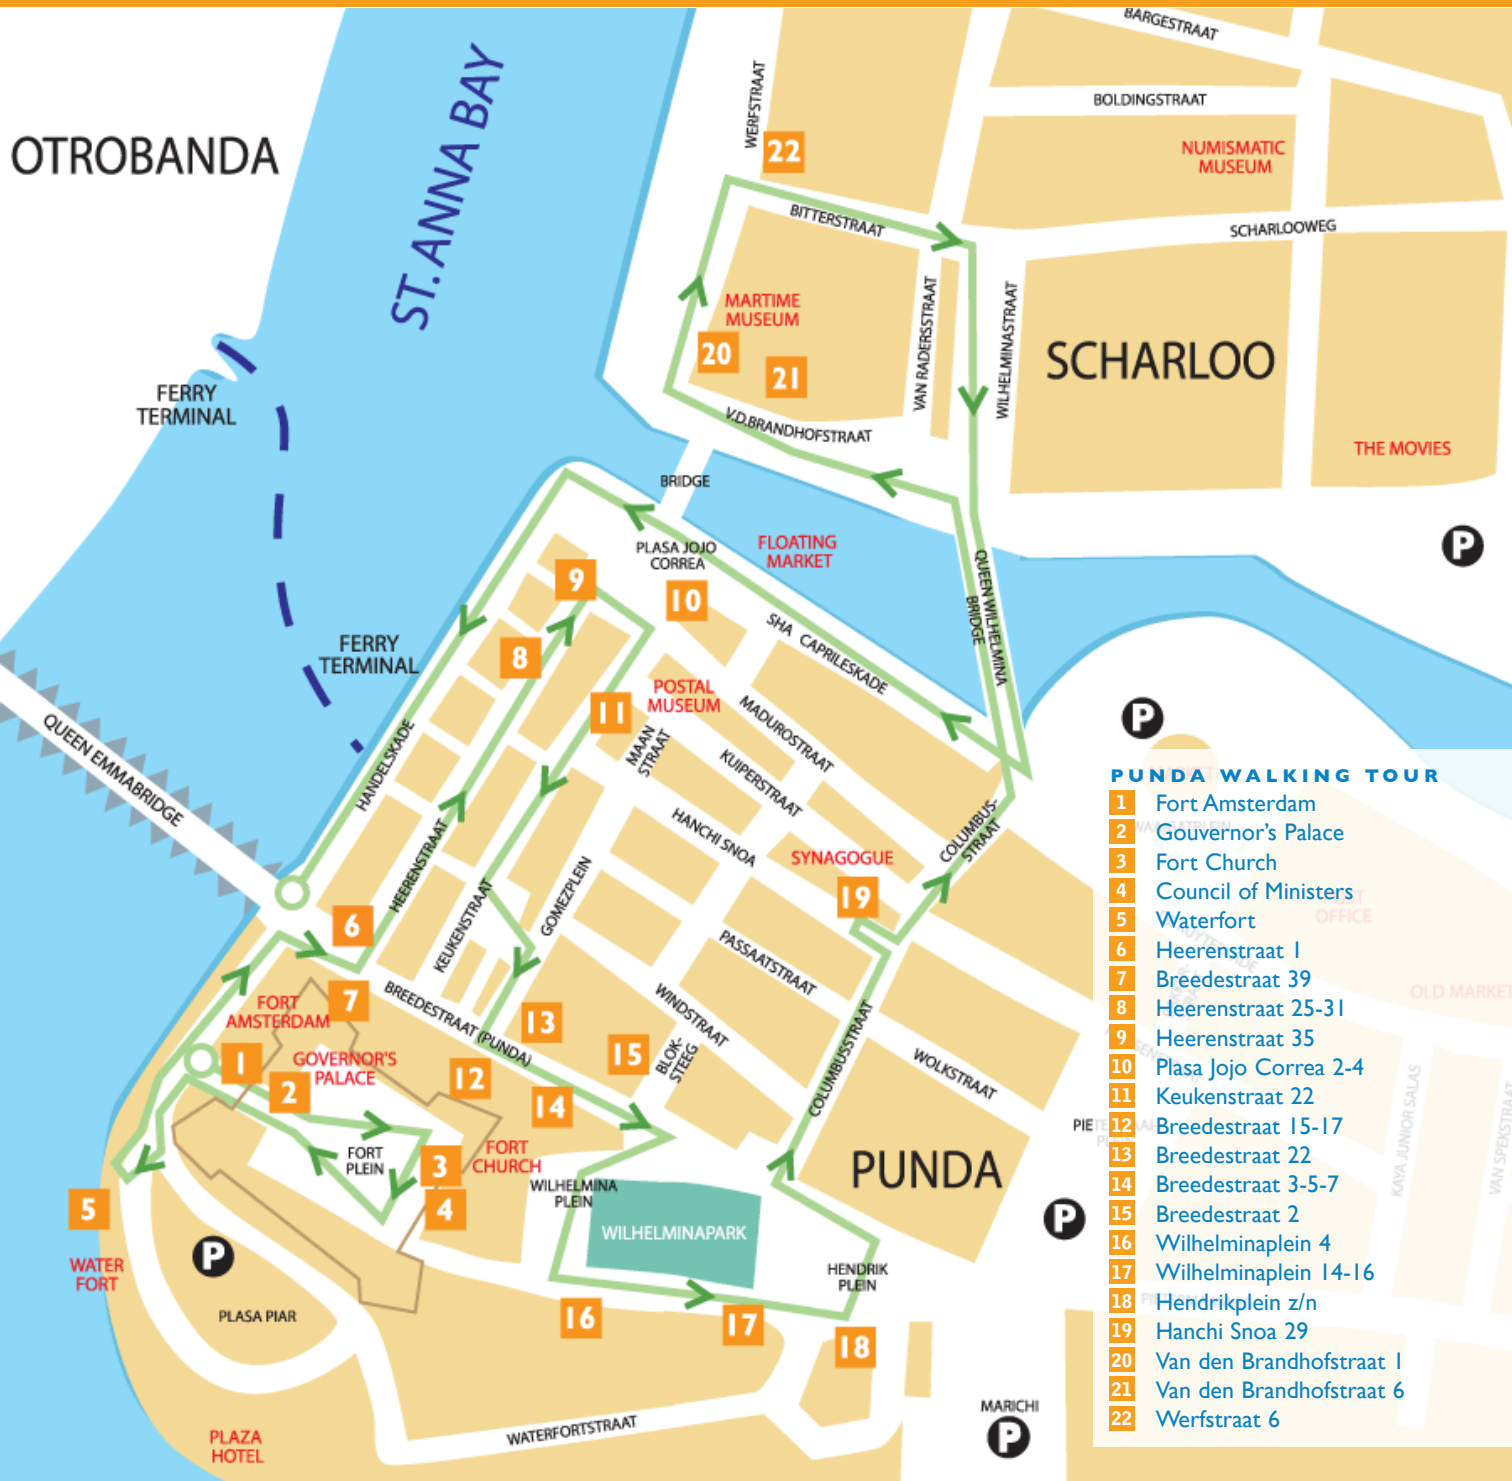 BARGESTRAAT
WERFSTRAAT
BOLDINGSTRAAT
ST. ANNA BAY
OTROBANDA
22
NUMISMATIC
MUSEUM
BITTERSTRAAT
SCHARLOOWEG
MARTIME
MUSEUM
VAN RADERSSTRAAT
WILHELMINASTRAAT
20
21
SCHARLOO
FERRY
TERMINAL
V.D.BRANDHOFSTRAAT
THE MOVIES
BRIDGE
PLASA JOJO
CORREA
FLOATING
MARKET
P
9
10
QUEEN WILHELMINA
BRIDGE
FERRY
TERMINAL
8
SHA CAPRILESKADE
POSTAL
MUSEUM
11
MAAN
STRAAT
MADUROSTRAAT
KUIPERSTRAAT
P
QUEEN EMMABRIDGE
HANDELSKADE
HANCHI SNOA
SYNAGOGUE
COLUMBUS-
STRAAT
HEERENSTRAAT
KEUKENSTRAAT
GOMEZPLEIN
19
6
PASSAATSTRAAT
7
FORT
AMSTERDAM
BREEDESTRAAT (PUNDA)
13
WINDSTRAAT
15
BLOK-
STEEG
COLUMBUSSTRAAT
WOLKSTRAAT
1
2
GOVERNOR'S
PALACE
12
14
FORT
PLEIN
3
FORT
CHURCH
4
WILHELMINA
PLEIN
PUNDA
5
WATER
FORT
P
WILHELMINAPARK
P
HENDRIK
PLEIN
PLASA PIAR
16
17
18
WATERFORTSTRAAT
MARICHI
P
PLAZA
HOTEL
PUNDA WALKING TOUR
1 Fort Amsterdam
2 Gouvernor's Palace
3 Fort Church
4 Council of Ministers
5 Waterfort
6 Heerenstraat 1
7 Breedestraat 39
8 Heerenstraat 25-31
9 Heerenstraat 35
10 Plasa Jojo Correa 2-4
11 Keukenstraat 22
12 Breedestraat 15-17
13 Breedestraat 22
14 Breedestraat 3-5-7
15 Breedestraat 2
16 Wilhelminaplein 4
17 Wilhelminaplein 14-16
18 Hendrikplein z/n
19 Hanchi Snoa 29
20 Van den Brandhofstraat 1
21 Van den Brandhofstraat 6
22 Werfstraat 6
POST
OFFICE
OLD MARKET
KAYA JUNIOR SALAS
VAN SPEKSTRAAT